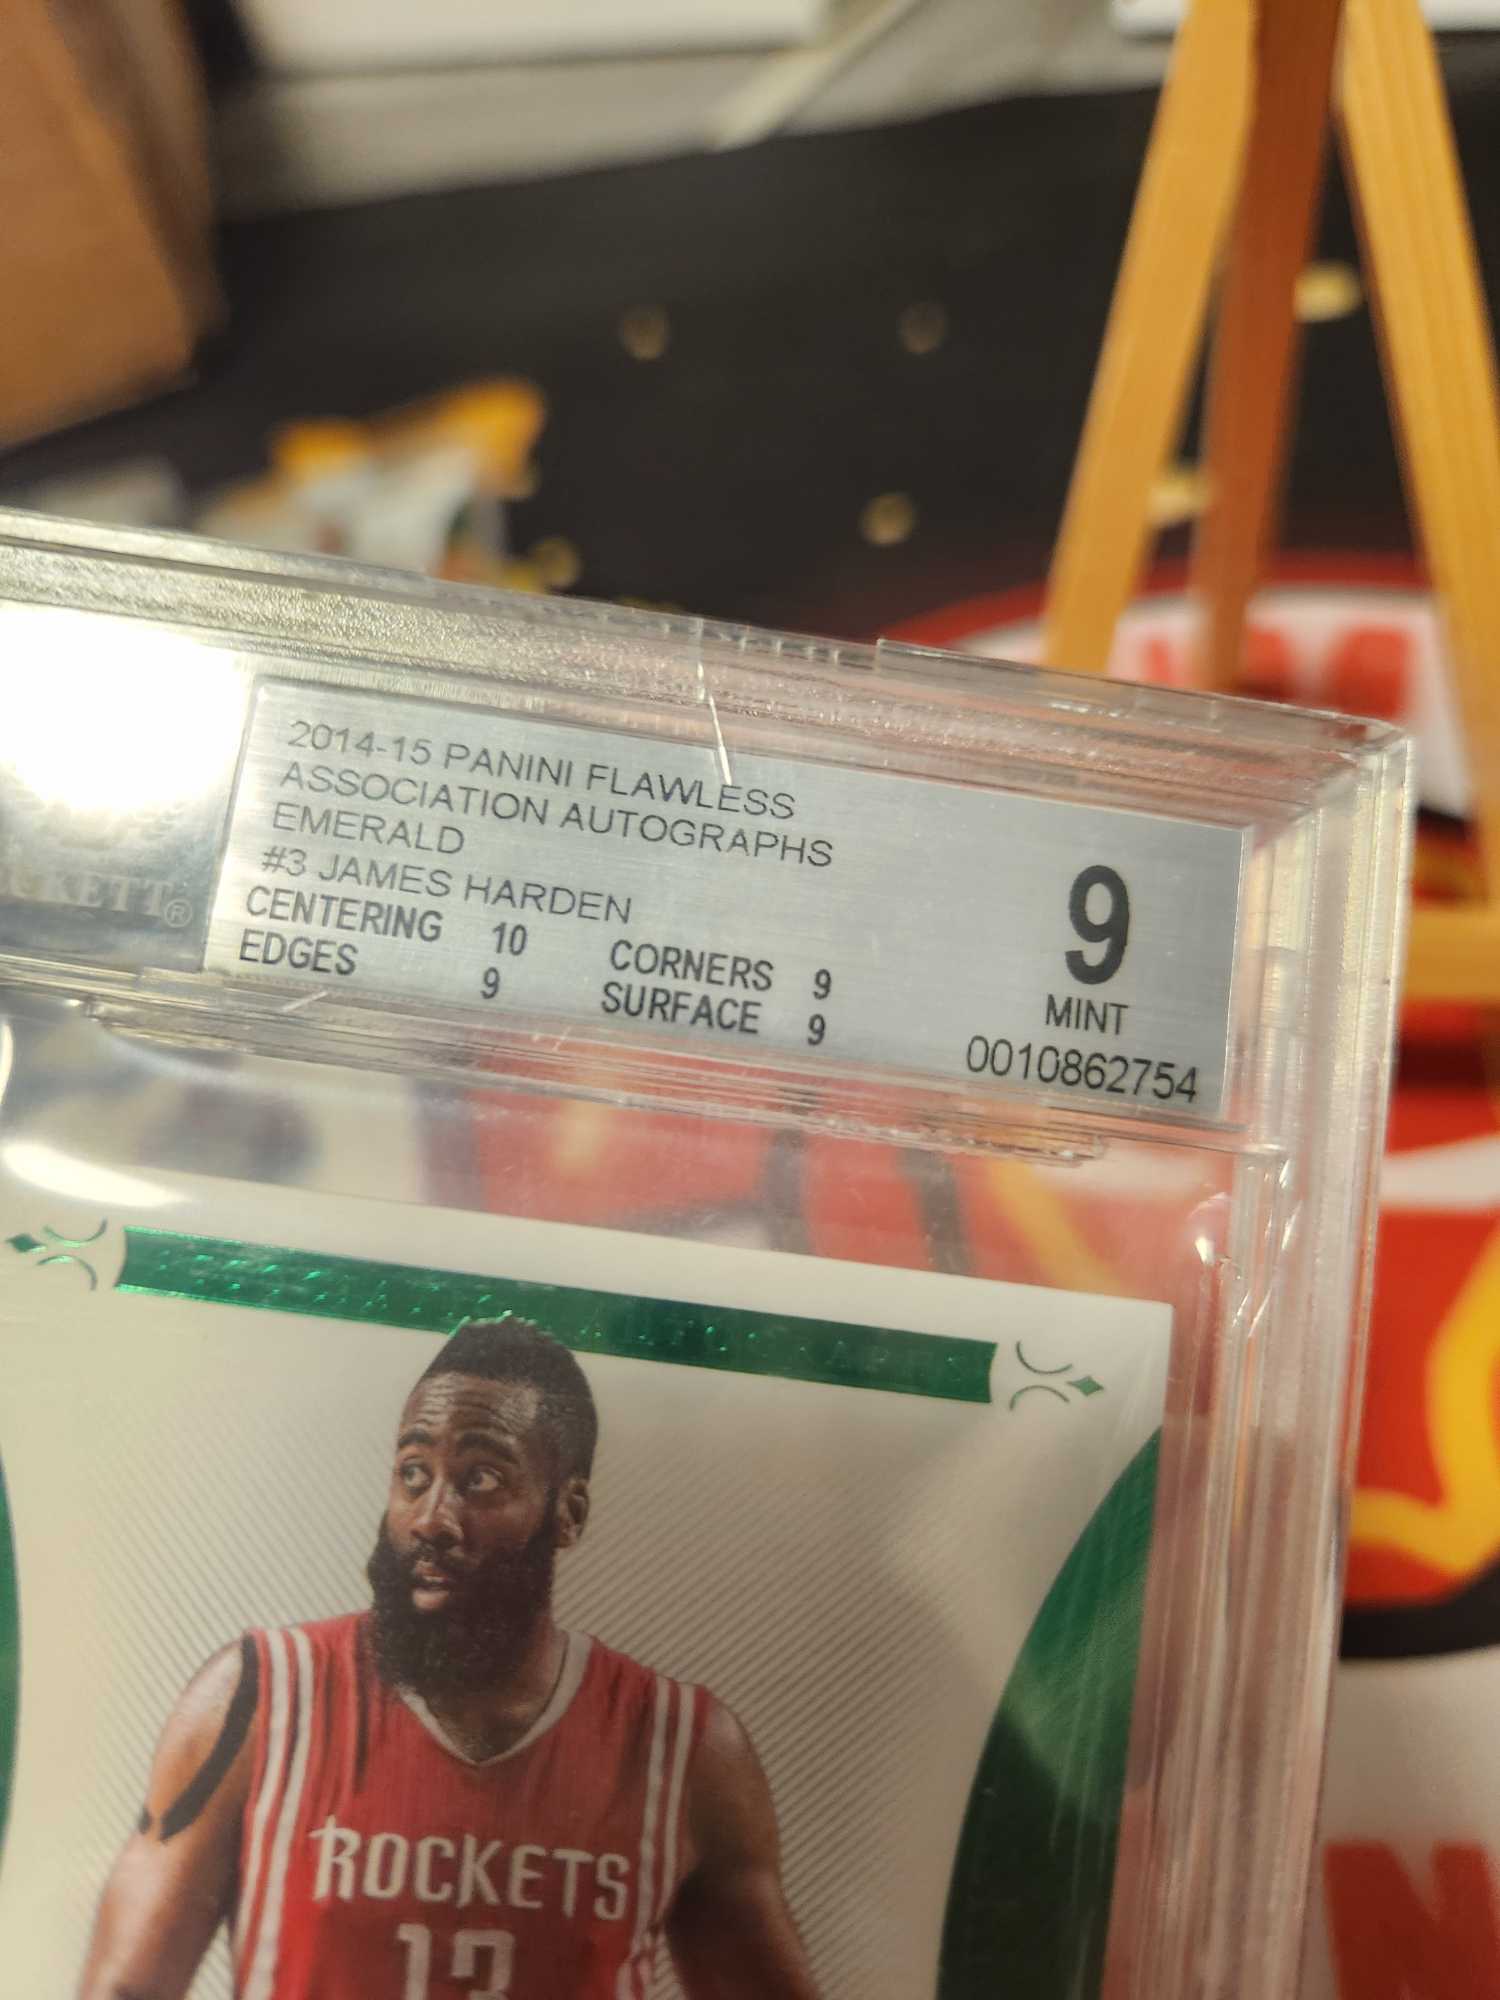 2014-15 PANINI FLAWLESS
ASSOCIATION AUTOGRAPHS
EMERALD
#3 JAMES HARDEN
CENTERING 10 CORNERS 9
EDGES 9 SURFACE 9
9
MINT
0010862754
ROCKETS
13